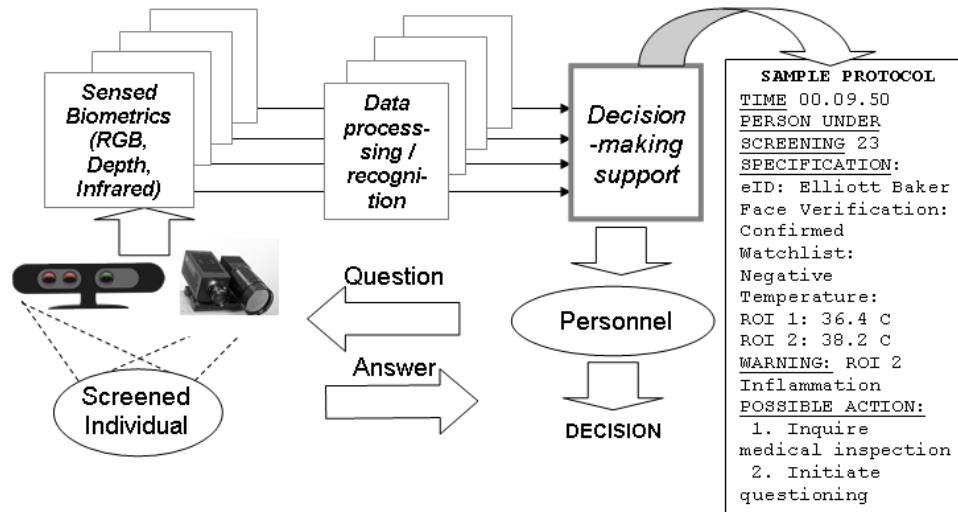 Sensed
Biometrics
(RGB,
Depth,
Infrared)
Data
process-
sing /
recogni-
tion
Decision
-making
support
Question
Answer
Screened
Individual
Personnel
DECISION
SAMPLE PROTOCOL
TIME 00.09.50
PERSON UNDER
SCREENING 23
SPECIFICATION:
eID: Elliott Baker
Face Verification:
Confirmed
Watchlist:
Negative
Temperature:
ROI 1: 36.4 C
ROI 2: 38.2 C
WARNING: ROI 2
Inflammation
POSSIBLE ACTION:
1. Inquire
medical inspection
2. Initiate
questioning